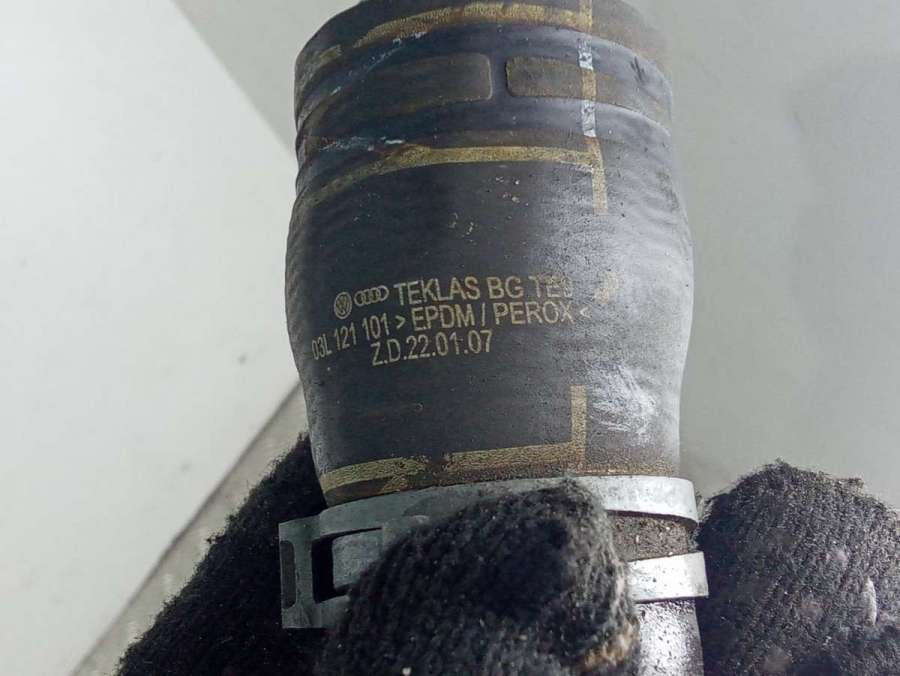 TEKLAS BG
03L 121 101 > EPDM / PEROX <
Z.D.22.01.07